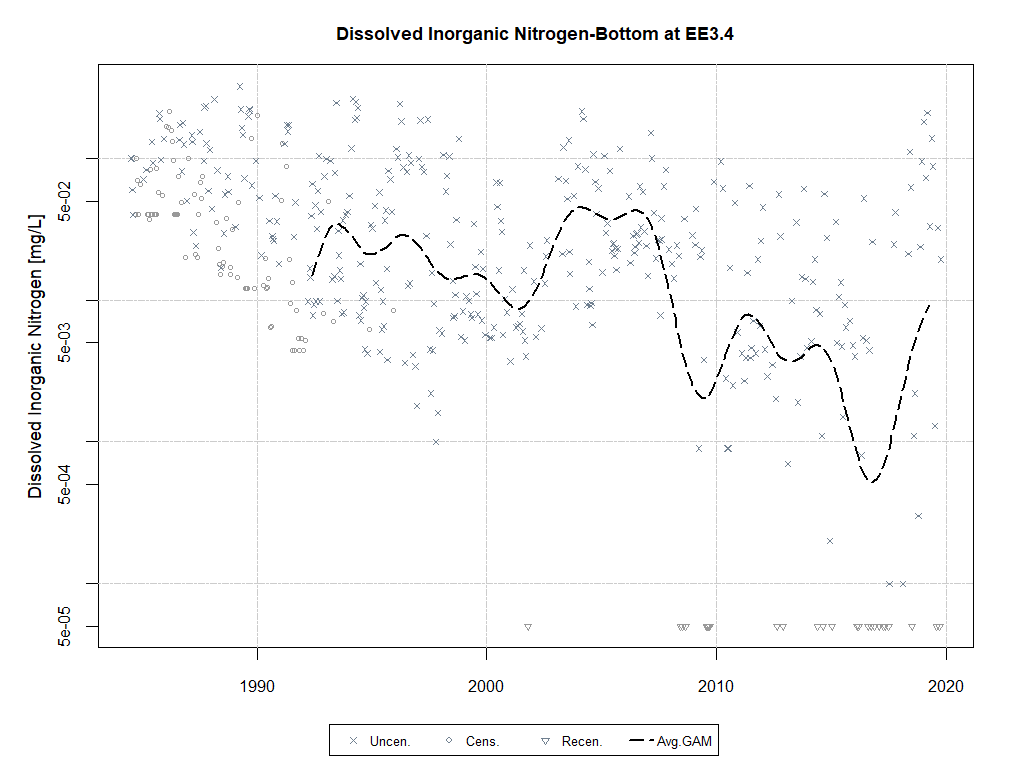 Dissolved Inorganic Nitrogen-Bottom at EE3.4
Dissolved Inorganic Nitrogen [mg/L]
5e-02
5e-03
5e-04
5e-05
1990 2000 2010 2020
Uncen. Cens. Recen. Avg.GAM